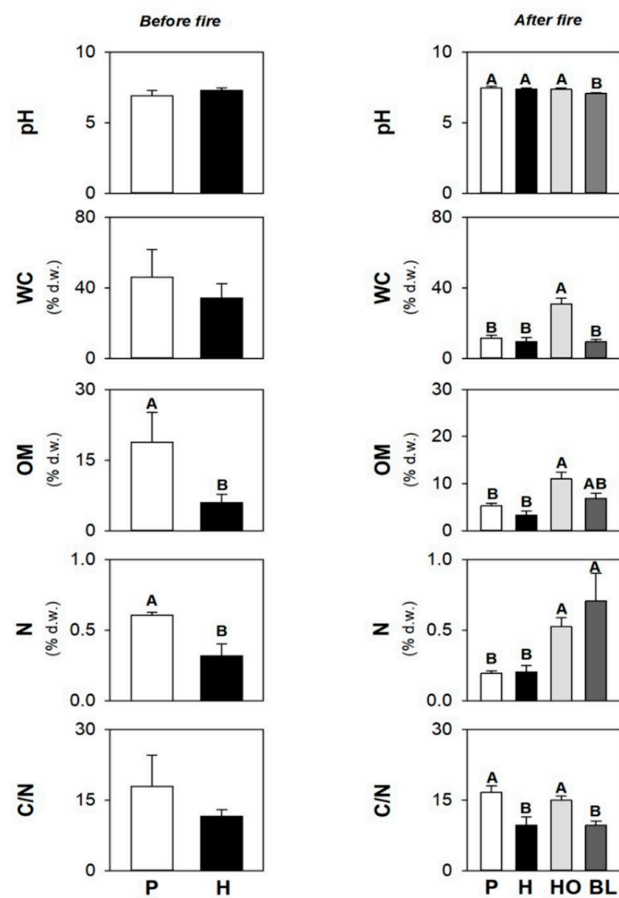 Before fire
After fire
10
5
0
pH
10
5
0
pH
A A A B
80
40
0
WC
(% d.w.)
80
40
0
WC
(% d.w.)
B B A B
30
15
0
OM
(% d.w.)
A B
30
20
10
0
OM
(% d.w.)
B B A AB
1.0
0.5
0.0
N
(% d.w.)
A B
1.0
0.5
0.0
N
(% d.w.)
B B A A
30
15
0
C/N
30
15
0
C/N
A B A B
P H
P H HO BL